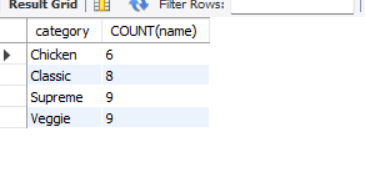 Result Grid Filter Rows:
category COUNT(name)
Chicken 6
Classic 8
Supreme 9
Veggie 9